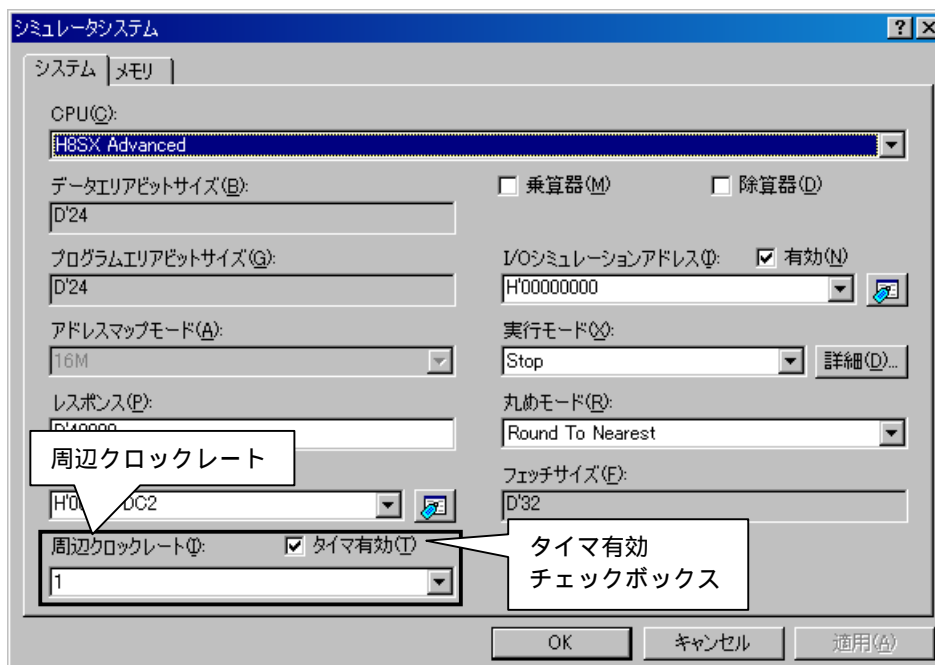 シミュレータシステム
システム
メモリ
CPU(C):
H8SX Advanced
データエリアビットサイズ(B):
D'24
乗算器(M)
除算器(D)
プログラムエリアビットサイズ(G):
D'24
I/Oシミュレーションアドレス(I):
有効(N)
H'00000000
アドレスマップモード(A):
16M
実行モード(X):
Stop
詳細(D)...
レスポンス(P):
D'40000
丸めモード(R):
Round To Nearest
周辺クロックレート
フェッチサイズ(F):
D'32
周辺クロックレート(I):
タイマ有効(T)
1
タイマ有効
チェックボックス
OK
キャンセル
適用(A)